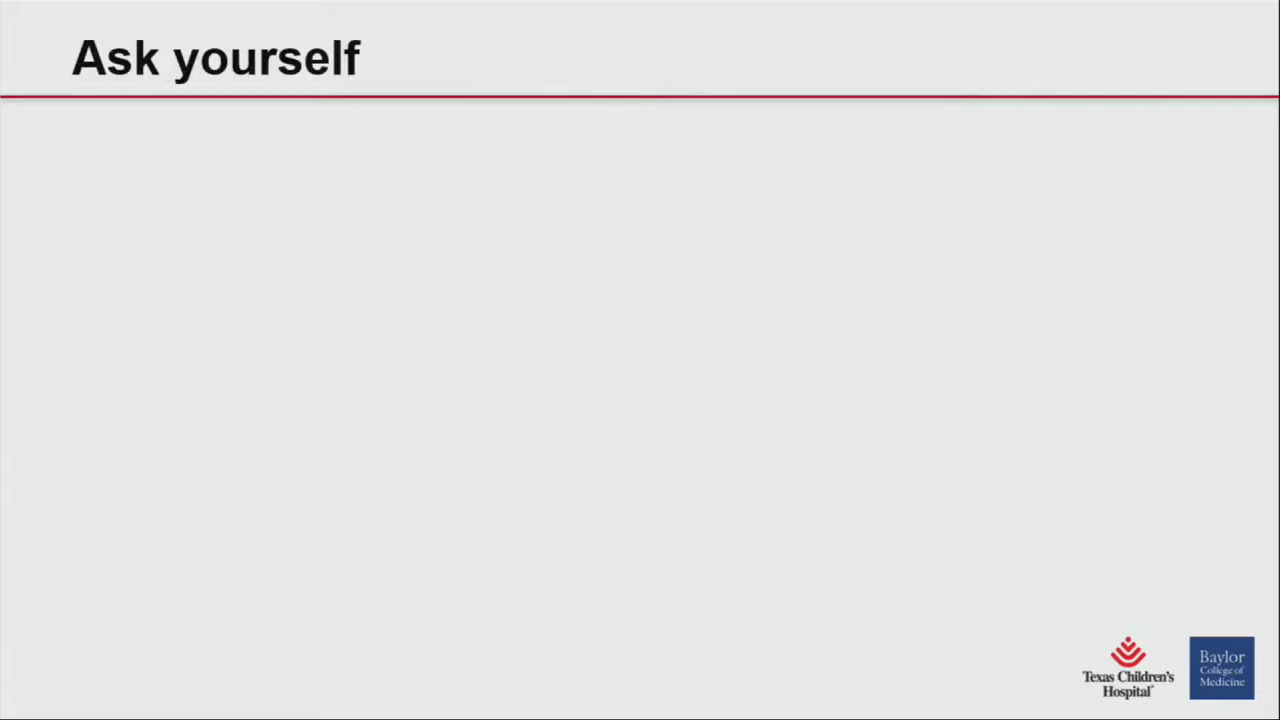 Ask yourself
Texas Children's
Hospital®
Baylor
College of
Medicine